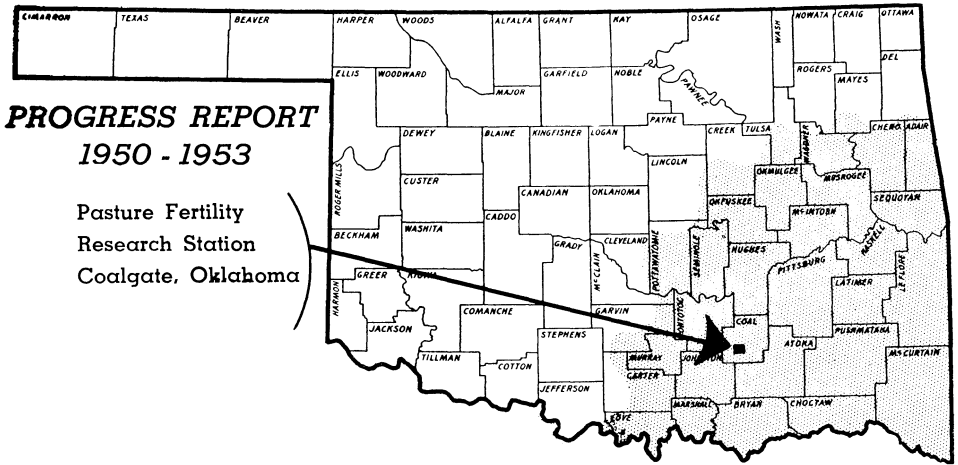 CIMARRON TEXAS BEAVER HARPER WOODS ALFALFA GRANT KAY OSAGE WASH NOWATA CRAIG OTTAWA
DEL
ELLIS WOODWARD MAJOR GARFIELD NOBLE PAWNEE ROGERS MAYES
PROGRESS REPORT
1950 - 1953
Pasture Fertility
Research Station
Coalgate, Oklahoma
PAYNE
DEWEY BLAINE KINGFISHER LOGAN CREEK TULSA WAGONER CHERO. ADAIR
LINCOLN
ROGER MILLS CUSTER CANADIAN OKLAHOMA OKMULGEE MUSKOGEE
OKFUSKEE SEQUOYAH
BECKHAM WASHITA CADDO GRADY CLEVELAND McCLAIN POTTAWATOMIE SEMINOLE HUGHES McINTOSH HASKELL
PITTSBURG
GREER KIOWA LATIMER LE FLORE
HARMON COMANCHE GARVIN PONTOTOC COAL
JACKSON STEPHENS ATOKA PUSHMATAHA
TILLMAN COTTON MURRAY JOHNSTON McCURTAIN
CARTER
JEFFERSON MARSHALL BRYAN CHOCTAW
LOVE